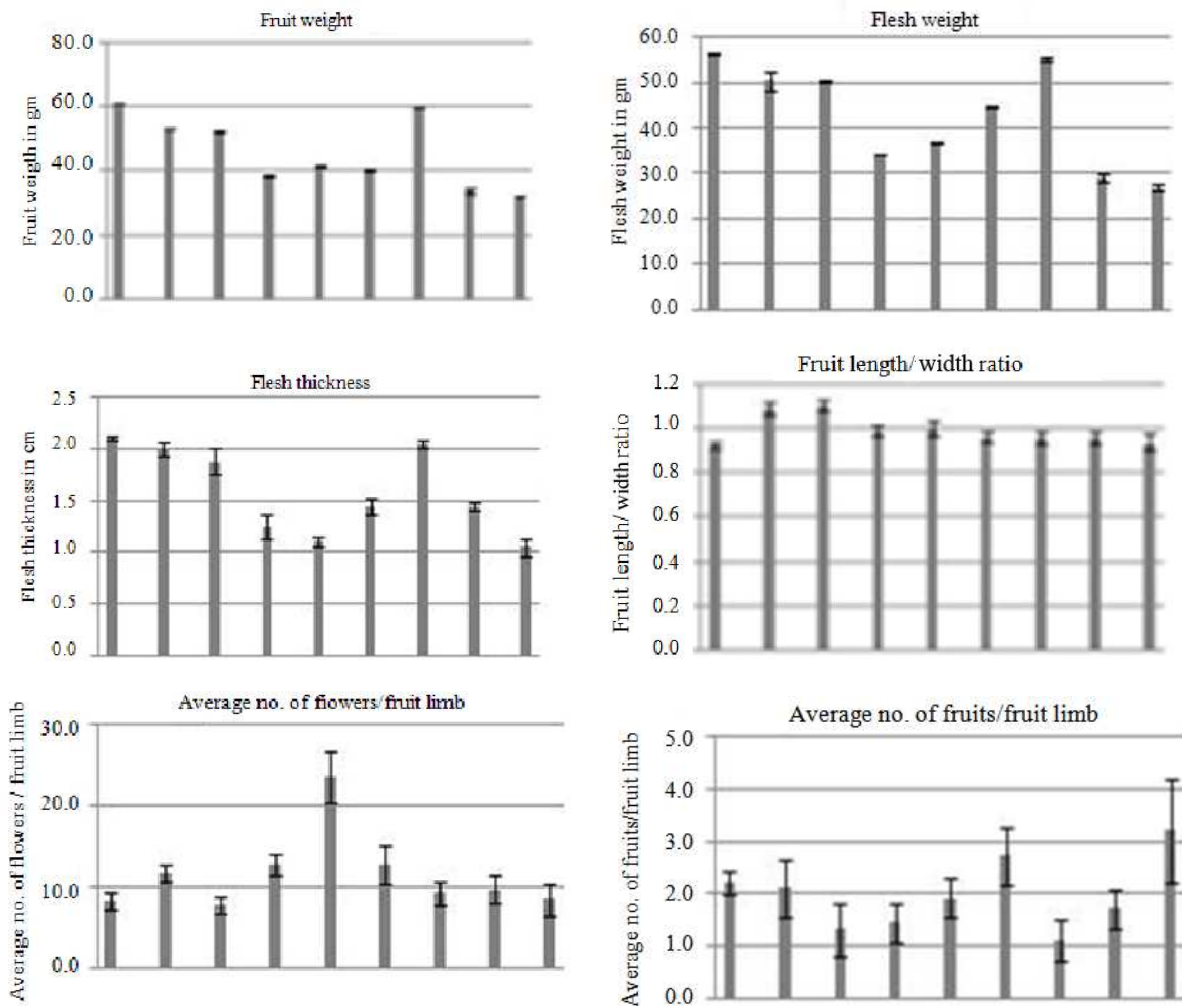 Fruit weight
Fruit weigth in gm
80.0
60.0
40.0
20.0
0.0
Flesh weight
Flesh weight in gm
60.0
50.0
40.0
30.0
20.0
10.0
0.0
Flesh thickness
Flesh thickness in cm
2.5
2.0
1.5
1.0
0.5
0.0
Fruit length/ width ratio
Fruit length/ width ratio
1.2
1.0
0.8
0.6
0.4
0.2
0.0
Average no. of flowers/fruit limb
Average no. of flowers / fruit limb
30.0
20.0
10.0
0.0
Average no. of fruits/fruit limb
Average no. of fruits/fruit limb
5.0
4.0
3.0
2.0
1.0
0.0